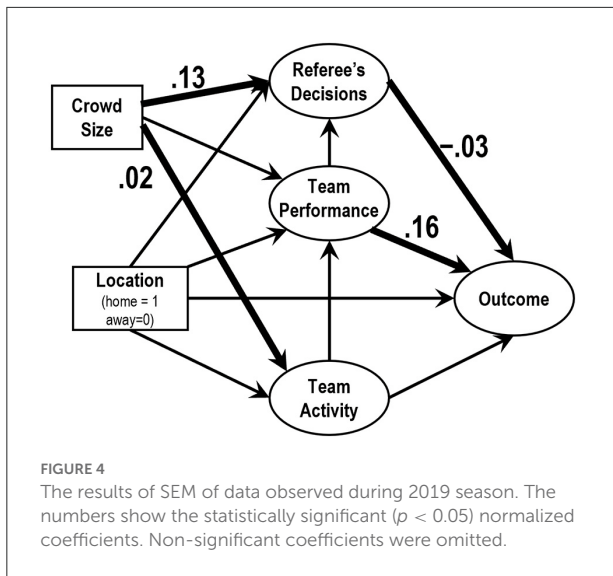 .13
Referee's
Decisions
Crowd
Size
–.03
.02
Team
Performance
.16
Location
(home = 1
away=0)
Outcome
Team
Activity
FIGURE 4
The results of SEM of data observed during 2019 season. The
numbers show the statistically significant (p < 0.05) normalized
coefficients. Non-significant coefficients were omitted.